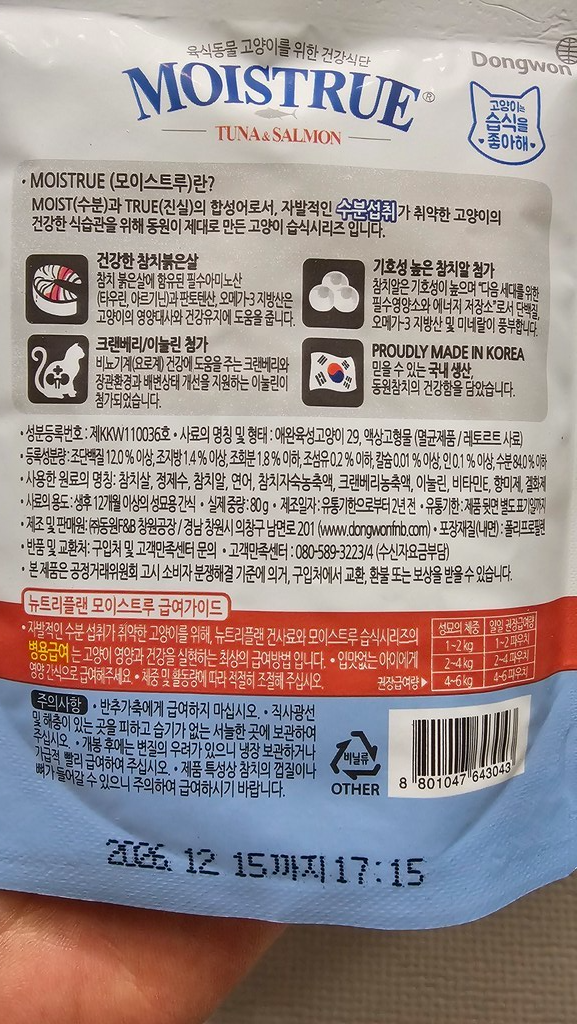 육식동물 고양이를 위한 건강식단
MOISTRUE®
TUNA & SALMON
Dongwon
고양이는
습식을
좋아해
· MOISTRUE (모이스트루)란?
MOIST(수분)과 TRUE(진실)의 합성어로서, 자발적인 수분섭취가 취약한 고양이의
건강한 식습관을 위해 동원이 제대로 만든 고양이 습식시리즈 입니다.
건강한 참치붉은살
참치 붉은살에 함유된 필수아미노산
(타우린, 아르기닌)과 판토텐산, 오메가-3 지방산은
고양이의 영양대사와 건강유지에 도움을 줍니다.
기호성 높은 참치알 첨가
참치알은 기호성이 높으며 "다음 세대를 위한
필수영양소와 에너지 저장소"로서 단백질,
오메가-3 지방산 및 미네랄이 풍부합니다.
크랜베리/이눌린 첨가
비뇨기계(요로계) 건강에 도움을 주는 크랜베리와
장관환경과 배변상태 개선을 지원하는 이눌린이
첨가되었습니다.
PROUDLY MADE IN KOREA
믿을 수 있는 국내 생산,
동원참치의 건강함을 담았습니다.
• 성분등록번호 : 제KKW110036호 • 사료의 명칭 및 형태 : 애완육성고양이 29, 액상고형물 (멸균제품 / 레토르트 사료)
• 등록성분량 : 조단백질 12.0 % 이상, 조지방 1.4 % 이상, 조회분 1.8 % 이하, 조섬유 0.2 % 이하, 칼슘 0.01 % 이상, 인 0.1 % 이상, 수분 84.0 % 이하
• 사용한 원료의 명칭 : 참치살, 정제수, 참치알, 연어, 참치자숙농축액, 크랜베리농축액, 이눌린, 비타민E, 향미제, 겔화제
• 사료의 용도 : 생후 12개월 이상의 성묘용 간식 • 실제 중량 : 80 g • 제조일자 : 유통기한으로부터 2년 전 • 유통기한 : 제품 뒷면 별도 표기일까지
• 제조 및 판매원 : ㈜동원F&B 창원공장 / 경남 창원시 의창구 남면로 201 (www.dongwonfnb.com) • 포장재질(내면) : 폴리프로필렌
• 반품 및 교환처 : 구입처 및 고객만족센터 문의 • 고객만족센터 : 080-589-3223/4 (수신자요금부담)
• 본 제품은 공정거래위원회 고시 소비자 분쟁해결 기준에 의거, 구입처에서 교환, 환불 또는 보상을 받을 수 있습니다.
뉴트리플랜 모이스트루 급여가이드
• 자발적인 수분 섭취가 취약한 고양이를 위해, 뉴트리플랜 건사료와 모이스트루 습식시리즈의
병용급여는 고양이 영양과 건강을 실현하는 최상의 급여방법 입니다. • 입맛없는 아이에게
영양 간식으로 급여해주세요. • 체중 및 활동량에 따라 적절히 조절해 주십시오.
권장급여량▶
성묘의 체중 일일 권장급여량
1~2 kg 1~2 파우치
2~4 kg 2~4 파우치
4~6 kg 4~6 파우치
주의사항 • 반추가축에게 급여하지 마십시오. • 직사광선
및 해충이 있는 곳을 피하고 습기가 없는 서늘한 곳에 보관하여
주십시오. • 개봉 후에는 변질의 우려가 있으니 냉장 보관하거나
가급적 빨리 급여하여 주십시오. • 제품 특성상 참치의 껍질이나
뼈가 들어갈 수 있으니 주의하여 급여하시기 바랍니다.
비닐류
OTHER
8 801047 643043
2026. 12. 15까지 17:15